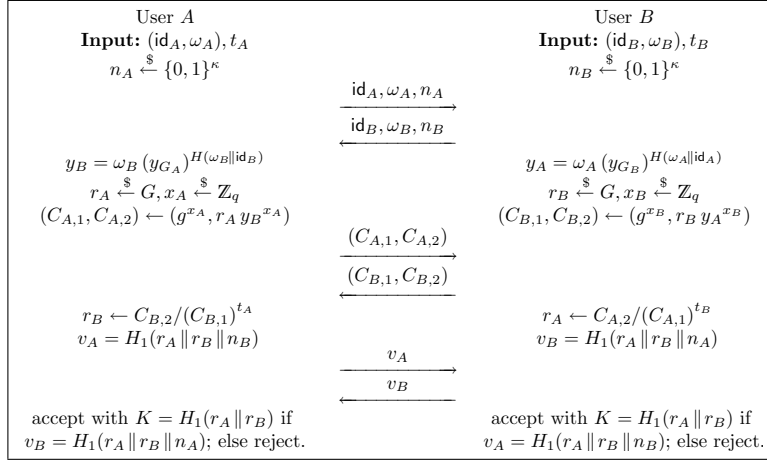 User A User B
Input: (id_A, ω_A), t_A Input: (id_B, ω_B), t_B
n_A ←$ {0, 1}^κ n_B ←$ {0, 1}^κ
id_A, ω_A, n_A
id_B, ω_B, n_B
y_B = ω_B (y_{G_A})^{H(ω_B‖id_B)} y_A = ω_A (y_{G_B})^{H(ω_A‖id_A)}
r_A ←$ G, x_A ←$ ℤ_q r_B ←$ G, x_B ←$ ℤ_q
(C_{A,1}, C_{A,2}) ← (g^{x_A}, r_A y_B^{x_A}) (C_{B,1}, C_{B,2}) ← (g^{x_B}, r_B y_A^{x_B})
(C_{A,1}, C_{A,2})
(C_{B,1}, C_{B,2})
r_B ← C_{B,2}/(C_{B,1})^{t_A} r_A ← C_{A,2}/(C_{A,1})^{t_B}
v_A = H_1(r_A ‖ r_B ‖ n_B) v_B = H_1(r_A ‖ r_B ‖ n_A)
v_A
v_B
accept with K = H_1(r_A ‖ r_B) if accept with K = H_1(r_A ‖ r_B) if
v_B = H_1(r_A ‖ r_B ‖ n_A); else reject. v_A = H_1(r_A ‖ r_B ‖ n_B); else reject.